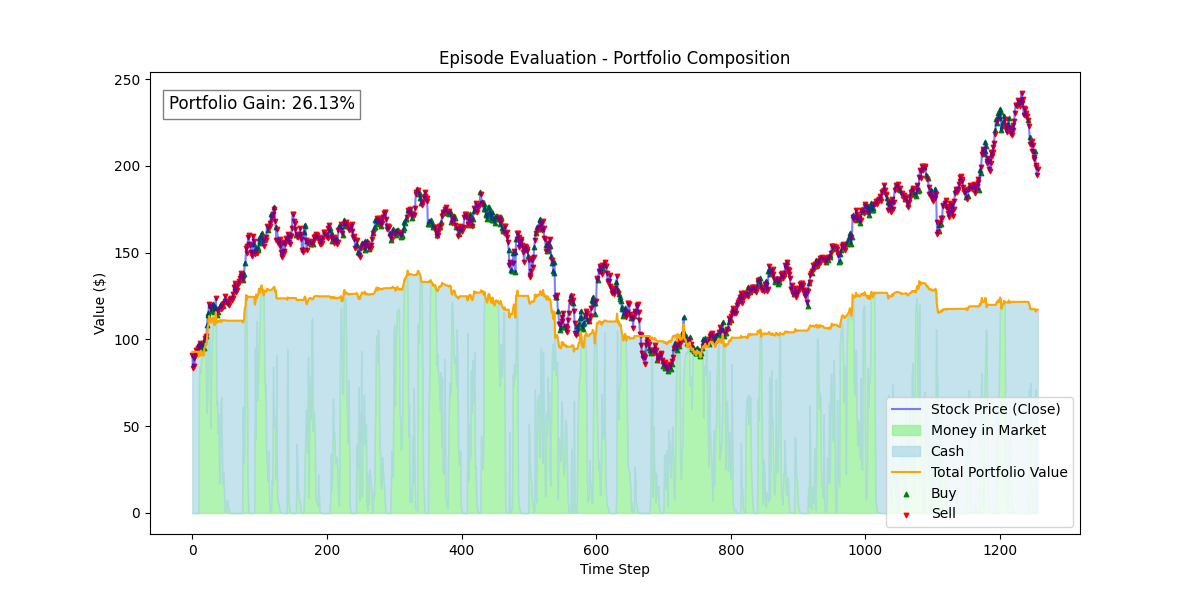 Episode Evaluation - Portfolio Composition
Portfolio Gain: 26.13%
Value ($)
250
200
150
100
50
0
Stock Price (Close)
Money in Market
Cash
Total Portfolio Value
Buy
Sell
0
200
400
600
800
1000
1200
Time Step